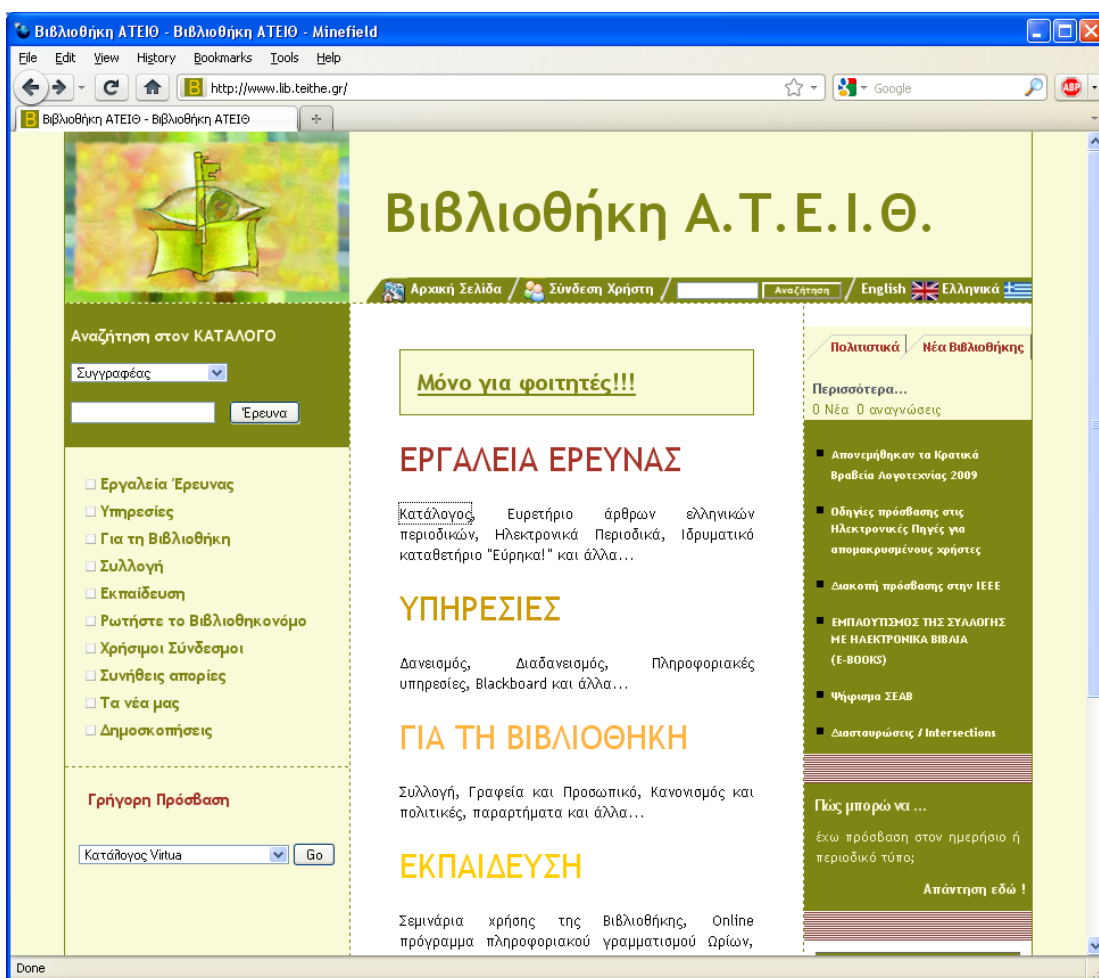 Βιβλιοθήκη ΑΤΕΙΘ - Βιβλιοθήκη ΑΤΕΙΘ - Minefield
File Edit View History Bookmarks Tools Help
http://www.lib.teithe.gr/
Google
ABP
Βιβλιοθήκη ΑΤΕΙΘ - Βιβλιοθήκη ΑΤΕΙΘ
Βιβλιοθήκη Α.Τ.Ε.Ι.Θ.
Αρχική Σελίδα / Σύνδεση Χρήστη / Αναζήτηση / English Ελληνικά
Αναζήτηση στον ΚΑΤΑΛΟΓΟ
Συγγραφέας
Έρευνα
Εργαλεία Έρευνας
Υπηρεσίες
Για τη Βιβλιοθήκη
Συλλογή
Εκπαίδευση
Ρωτήστε το Βιβλιοθηκονόμο
Χρήσιμοι Σύνδεσμοι
Συνήθεις απορίες
Τα νέα μας
Δημοσκοπήσεις
Γρήγορη Πρόσβαση
Κατάλογος Virtua Go
Μόνο για φοιτητές!!!
ΕΡΓΑΛΕΙΑ ΕΡΕΥΝΑΣ
Κατάλογος, Ευρετήριο άρθρων ελληνικών
περιοδικών, Ηλεκτρονικά Περιοδικά, Ιδρυματικό
καταθετήριο "Εύρηκα!" και άλλα...
ΥΠΗΡΕΣΙΕΣ
Δανεισμός, Διαδανεισμός, Πληροφοριακές
υπηρεσίες, Blackboard και άλλα...
ΓΙΑ ΤΗ ΒΙΒΛΙΟΘΗΚΗ
Συλλογή, Γραφεία και Προσωπικό, Κανονισμός και
πολιτικές, παραρτήματα και άλλα...
ΕΚΠΑΙΔΕΥΣΗ
Σεμινάρια χρήσης της Βιβλιοθήκης, Online
πρόγραμμα πληροφοριακού γραμματισμού Ωρίων,
Πολιτιστικά Νέα Βιβλιοθήκης
Περισσότερα...
0 Νέα 0 αναγνώσεις
Απονεμήθηκαν τα Κρατικά
Βραβεία Λογοτεχνίας 2009
Οδηγίες πρόσβασης στις
Ηλεκτρονικές Πηγές για
απομακρυσμένους χρήστες
Διακοπή πρόσβασης στην IEEE
ΕΜΠΛΟΥΤΙΣΜΟΣ ΤΗΣ ΣΥΛΛΟΓΗΣ
ΜΕ ΗΛΕΚΤΡΟΝΙΚΑ ΒΙΒΛΙΑ
(E-BOOKS)
Ψήφισμα ΣΕΑΒ
Διασταυρώσεις / Intersections
Πώς μπορώ να ...
έχω πρόσβαση στον ημερήσιο ή
περιοδικό τύπο;
Απάντηση εδώ !
Done